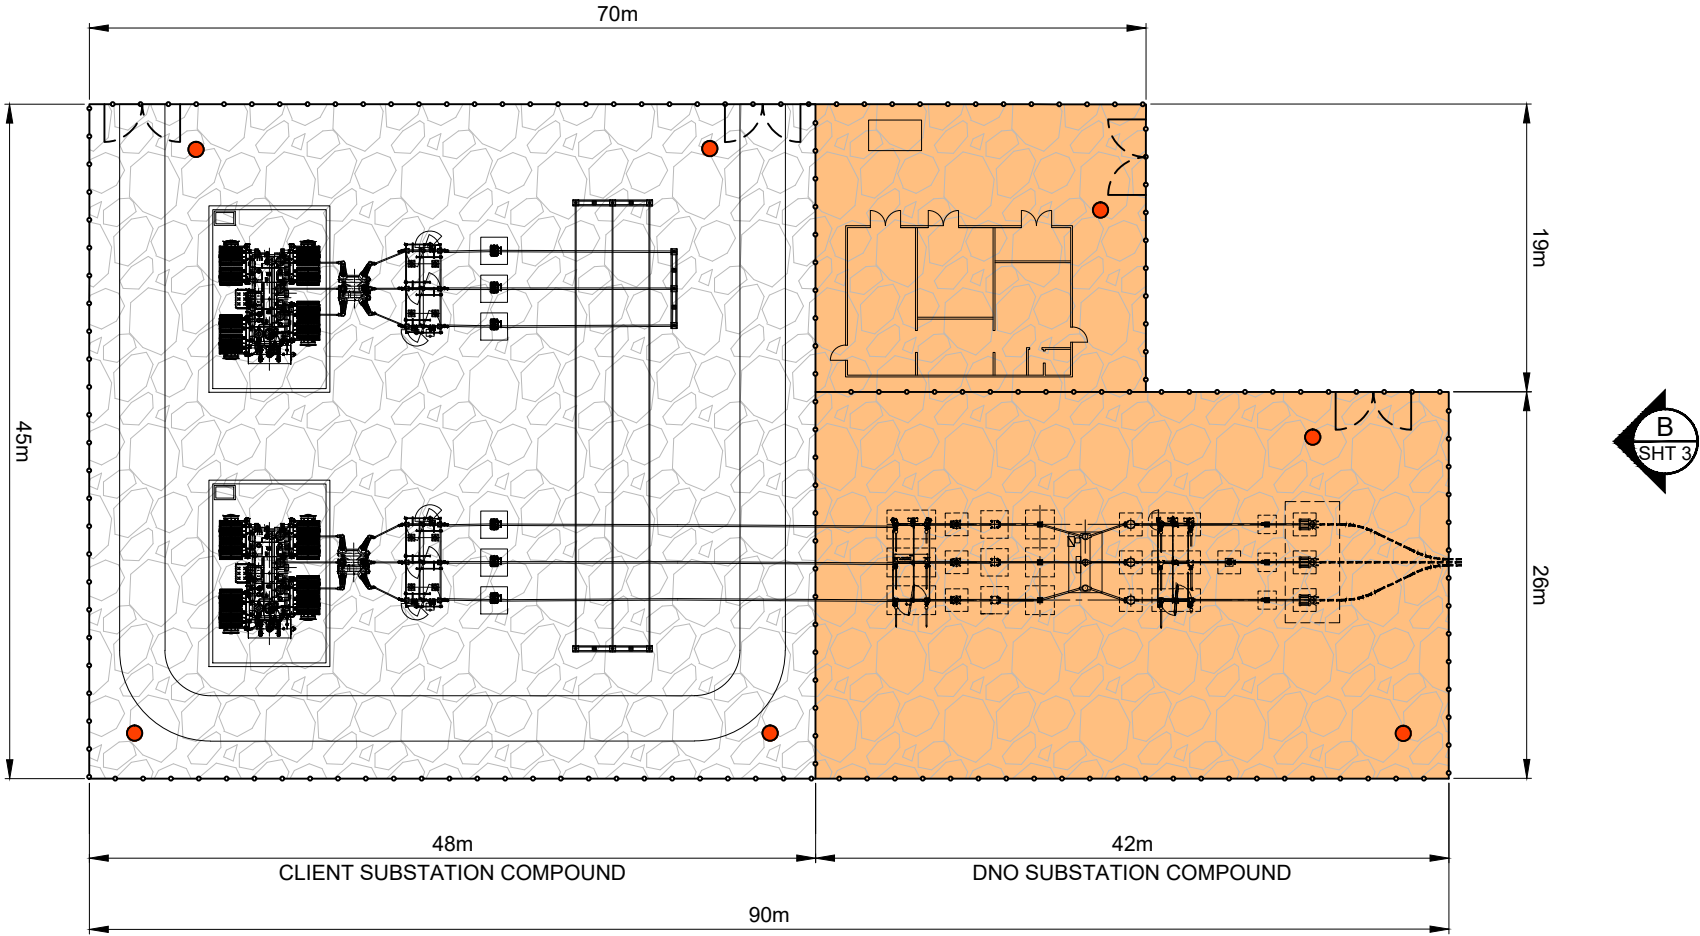 70m
19m
45m
B
SHT 3
26m
48m
42m
CLIENT SUBSTATION COMPOUND
DNO SUBSTATION COMPOUND
90m